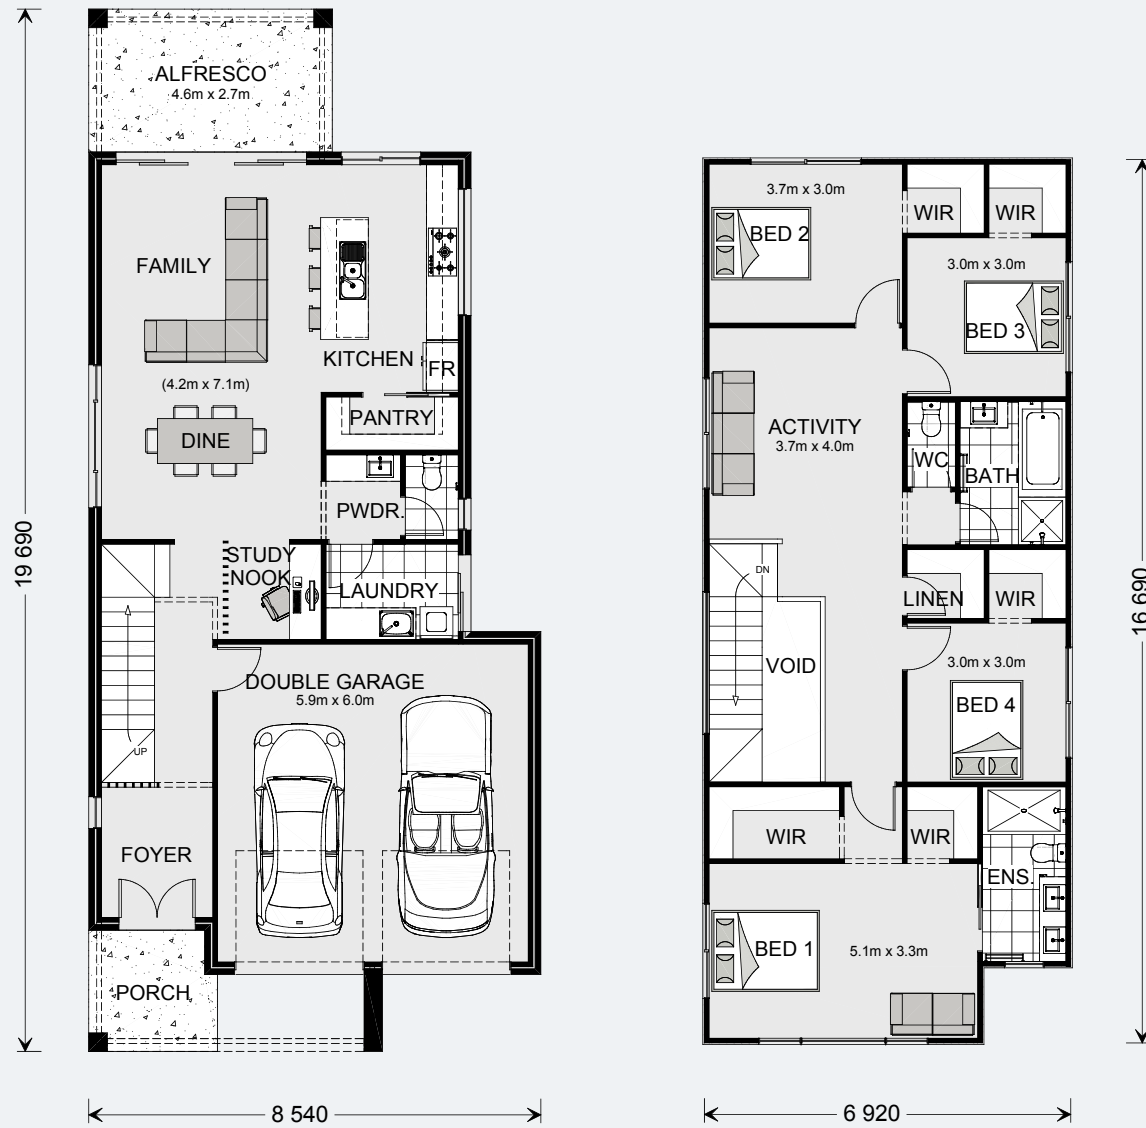 ALFRESCO
4.6m x 2.7m
FAMILY
KITCHEN
FR
(4.2m x 7.1m)
PANTRY
DINE
PWDR.
STUDY
NOOK
LAUNDRY
DOUBLE GARAGE
5.9m x 6.0m
UP
FOYER
PORCH
19 690
8 540
3.7m x 3.0m
BED 2
WIR
WIR
3.0m x 3.0m
BED 3
ACTIVITY
3.7m x 4.0m
WC
BATH
DN
LINEN
WIR
VOID
3.0m x 3.0m
BED 4
WIR
WIR
ENS.
BED 1
5.1m x 3.3m
16 690
6 920